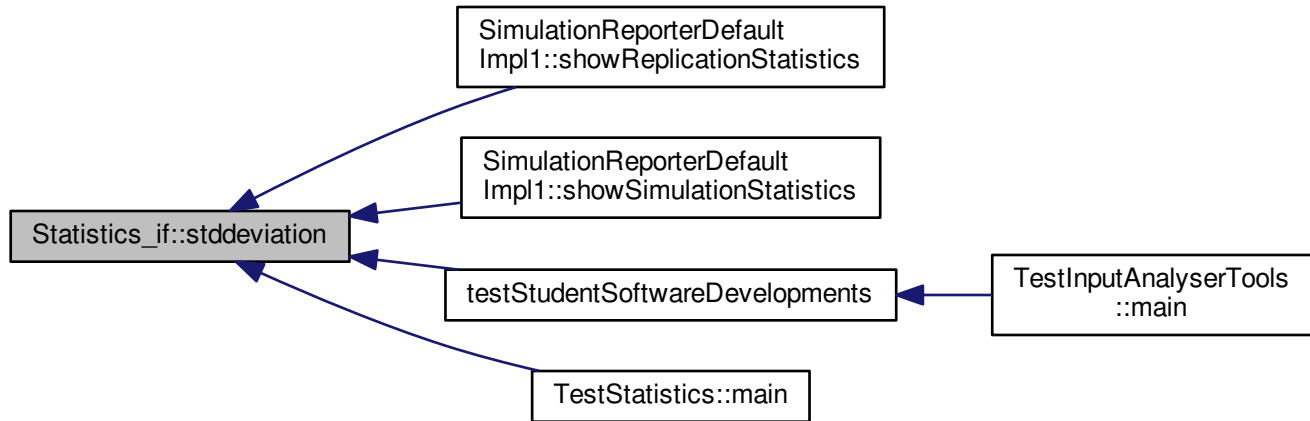 SimulationReporterDefault
Impl1::showReplicationStatistics
SimulationReporterDefault
Impl1::showSimulationStatistics
Statistics_if::stddeviation
testStudentSoftwareDevelopments
TestInputAnalyserTools
::main
TestStatistics::main